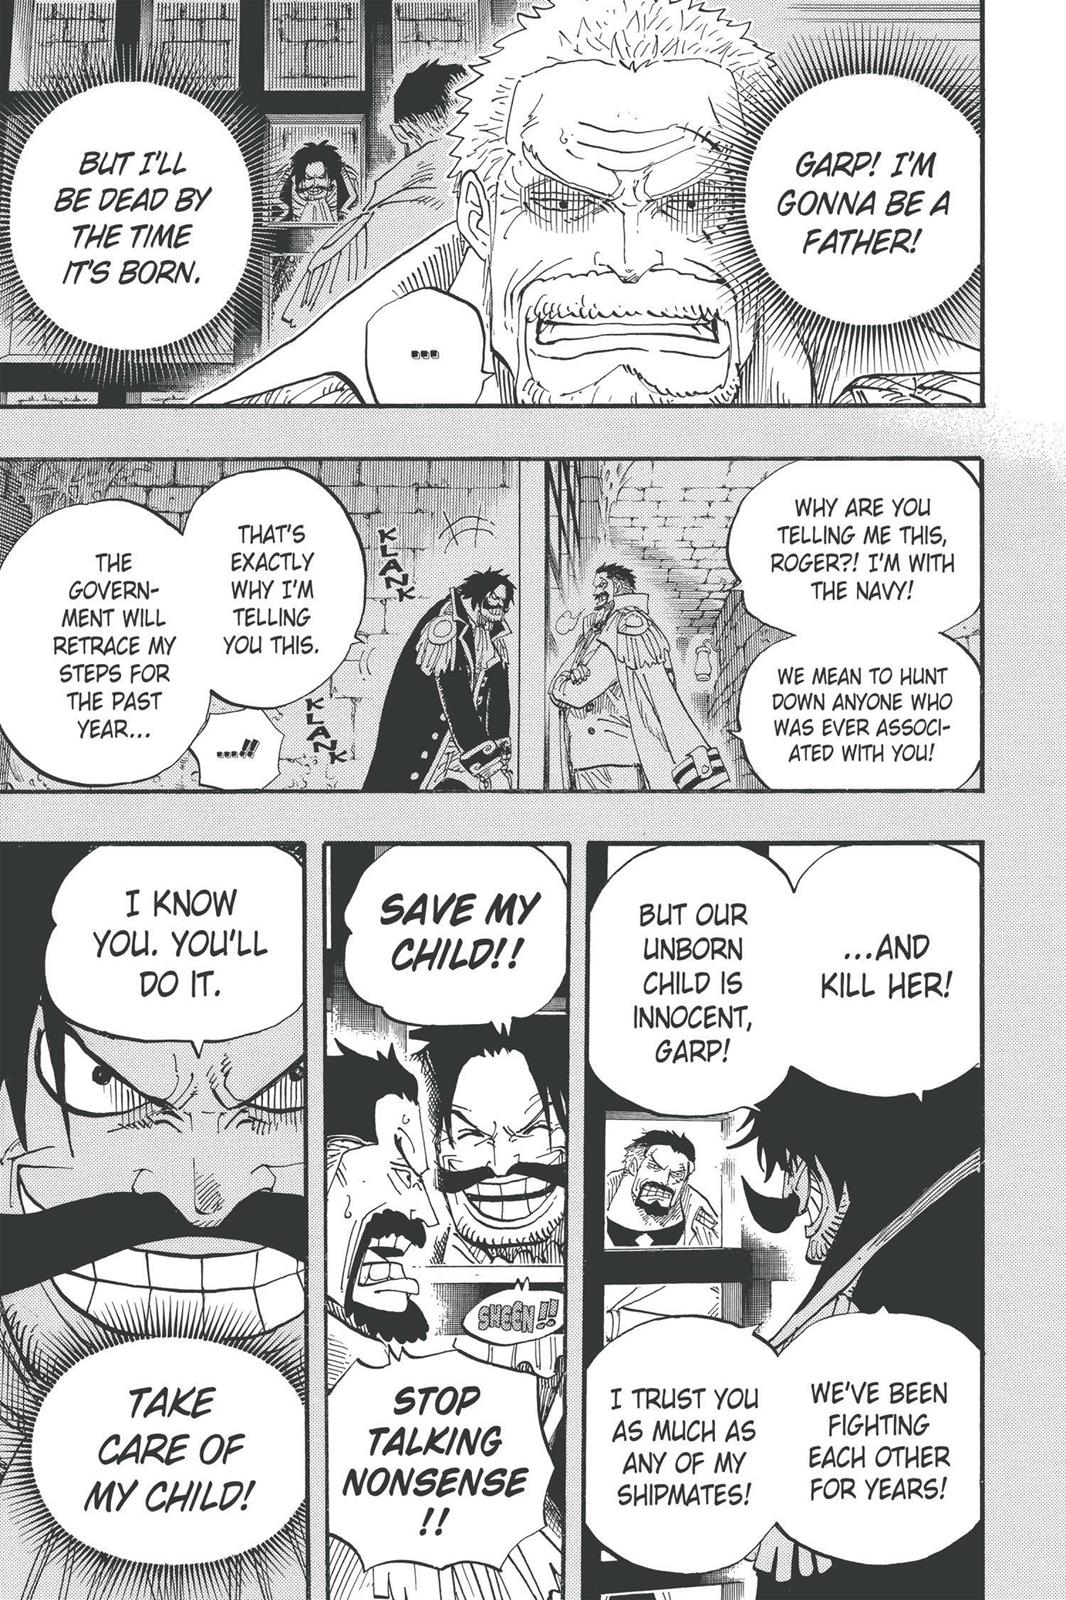 GARP! I'M
GONNA BE A
FATHER!
BUT I'LL
BE DEAD BY
THE TIME
IT'S BORN.
...
WHY ARE YOU
TELLING ME THIS,
ROGER?! I'M WITH
THE NAVY!
WE MEAN TO HUNT
DOWN ANYONE WHO
WAS EVER ASSOCI-
ATED WITH YOU!
KLANK
KLANK
THAT'S
EXACTLY
WHY I'M
TELLING
YOU THIS.
...!!
THE
GOVERN-
MENT WILL
RETRACE MY
STEPS FOR
THE PAST
YEAR...
...AND
KILL HER!
BUT OUR
UNBORN
CHILD IS
INNOCENT,
GARP!
WE'VE BEEN
FIGHTING
EACH OTHER
FOR YEARS!
I TRUST YOU
AS MUCH AS
ANY OF MY
SHIPMATES!
SAVE MY
CHILD!!
SHEEN!!
STOP
TALKING
NONSENSE
!!
I KNOW
YOU. YOU'LL
DO IT.
TAKE
CARE OF
MY CHILD!